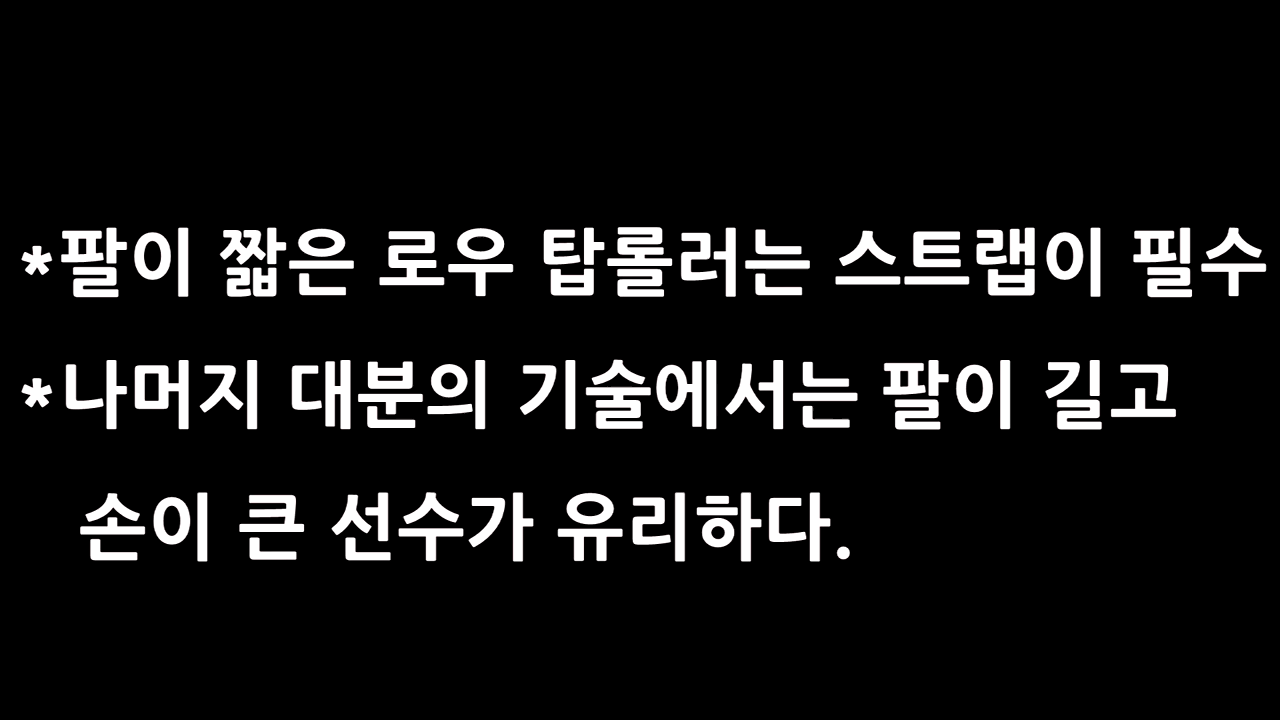 *팔이 짧은 로우 탑롤러는 스트랩이 필수
*나머지 대분의 기술에서는 팔이 길고
손이 큰 선수가 유리하다.